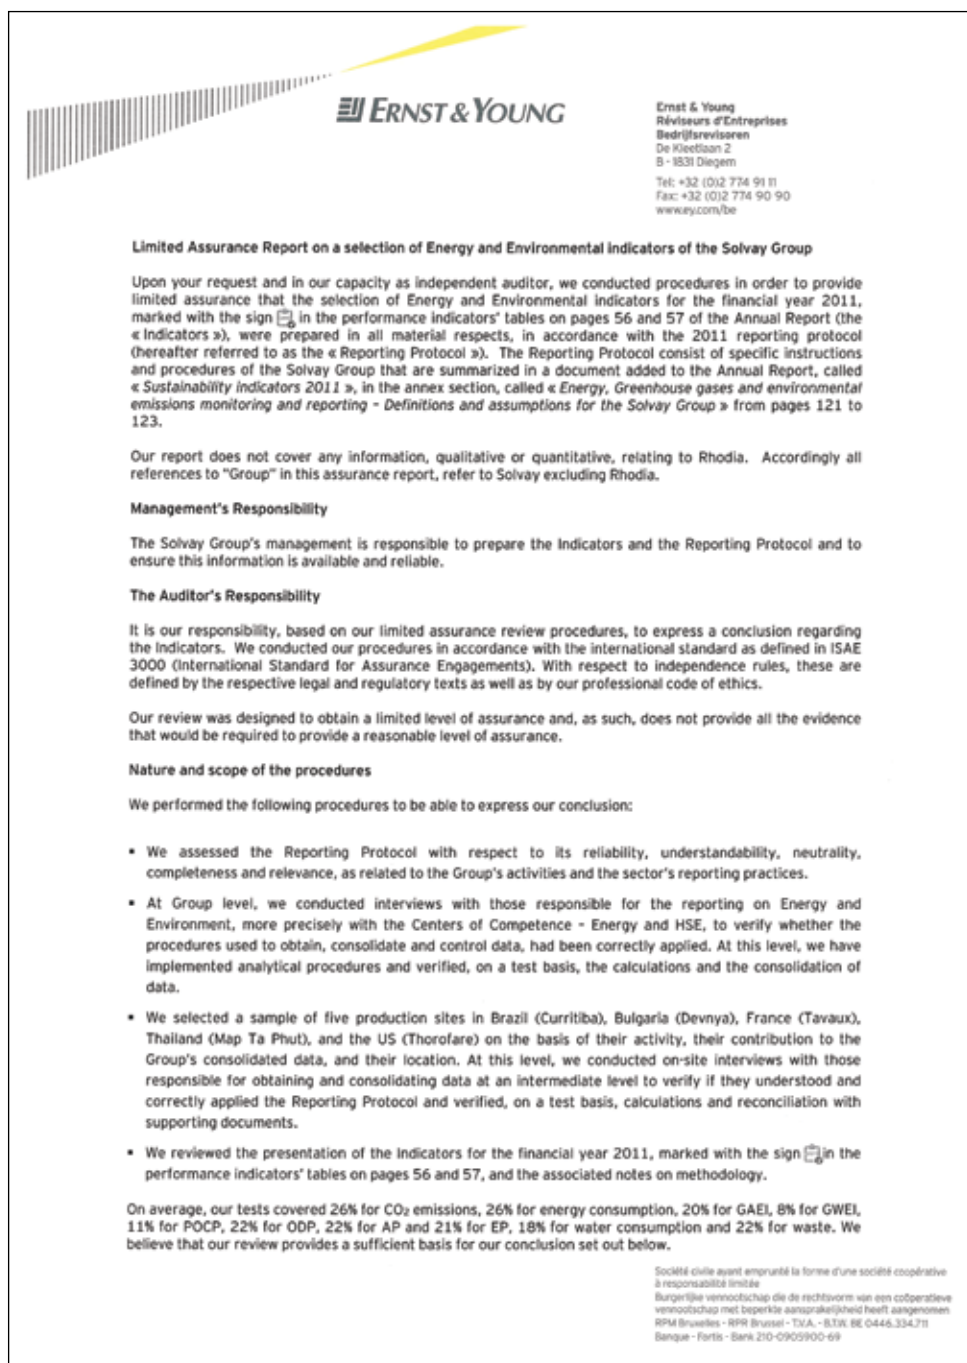 ERNST & YOUNG
Ernst & Young
Réviseurs d'Entreprises
Bedrijfsrevisoren
De Kleetlaan 2
B - 1831 Diegem
Tel: +32 (0)2 774 91 11
Fax: +32 (0)2 774 90 90
www.ey.com/be
Limited Assurance Report on a selection of Energy and Environmental indicators of the Solvay Group
Upon your request and in our capacity as independent auditor, we conducted procedures in order to provide
limited assurance that the selection of Energy and Environmental indicators for the financial year 2011,
marked with the sign in the performance indicators' tables on pages 56 and 57 of the Annual Report (the
« Indicators »), were prepared in all material respects, in accordance with the 2011 reporting protocol
(hereafter referred to as the « Reporting Protocol »). The Reporting Protocol consist of specific instructions
and procedures of the Solvay Group that are summarized in a document added to the Annual Report, called
« Sustainability indicators 2011 », in the annex section, called « Energy, Greenhouse gases and environmental
emissions monitoring and reporting – Definitions and assumptions for the Solvay Group » from pages 121 to
123.
Our report does not cover any information, qualitative or quantitative, relating to Rhodia. Accordingly all
references to "Group" in this assurance report, refer to Solvay excluding Rhodia.
Management's Responsibility
The Solvay Group's management is responsible to prepare the Indicators and the Reporting Protocol and to
ensure this information is available and reliable.
The Auditor's Responsibility
It is our responsibility, based on our limited assurance review procedures, to express a conclusion regarding
the Indicators. We conducted our procedures in accordance with the international standard as defined in ISAE
3000 (International Standard for Assurance Engagements). With respect to independence rules, these are
defined by the respective legal and regulatory texts as well as by our professional code of ethics.
Our review was designed to obtain a limited level of assurance and, as such, does not provide all the evidence
that would be required to provide a reasonable level of assurance.
Nature and scope of the procedures
We performed the following procedures to be able to express our conclusion:
▪ We assessed the Reporting Protocol with respect to its reliability, understandability, neutrality,
completeness and relevance, as related to the Group's activities and the sector's reporting practices.
▪ At Group level, we conducted interviews with those responsible for the reporting on Energy and
Environment, more precisely with the Centers of Competence – Energy and HSE, to verify whether the
procedures used to obtain, consolidate and control data, had been correctly applied. At this level, we have
implemented analytical procedures and verified, on a test basis, the calculations and the consolidation of
data.
▪ We selected a sample of five production sites in Brazil (Curritiba), Bulgaria (Devnya), France (Tavaux),
Thailand (Map Ta Phut), and the US (Thorofare) on the basis of their activity, their contribution to the
Group's consolidated data, and their location. At this level, we conducted on-site interviews with those
responsible for obtaining and consolidating data at an intermediate level to verify if they understood and
correctly applied the Reporting Protocol and verified, on a test basis, calculations and reconciliation with
supporting documents.
▪ We reviewed the presentation of the Indicators for the financial year 2011, marked with the sign in the
performance indicators' tables on pages 56 and 57, and the associated notes on methodology.
On average, our tests covered 26% for CO₂ emissions, 26% for energy consumption, 20% for GAEI, 8% for GWEI,
11% for POCP, 22% for ODP, 22% for AP and 21% for EP, 18% for water consumption and 22% for waste. We
believe that our review provides a sufficient basis for our conclusion set out below.
Société civile ayant emprunté la forme d'une société coopérative
à responsabilité limitée
Burgerlijke vennootschap die de rechtsvorm van een coöperatieve
vennootschap met beperkte aansprakelijkheid heeft aangenomen
RPM Bruxelles - RPR Brussel - T.V.A. - B.T.W. BE 0446.334.711
Banque - Fortis - Bank 210-0905900-69